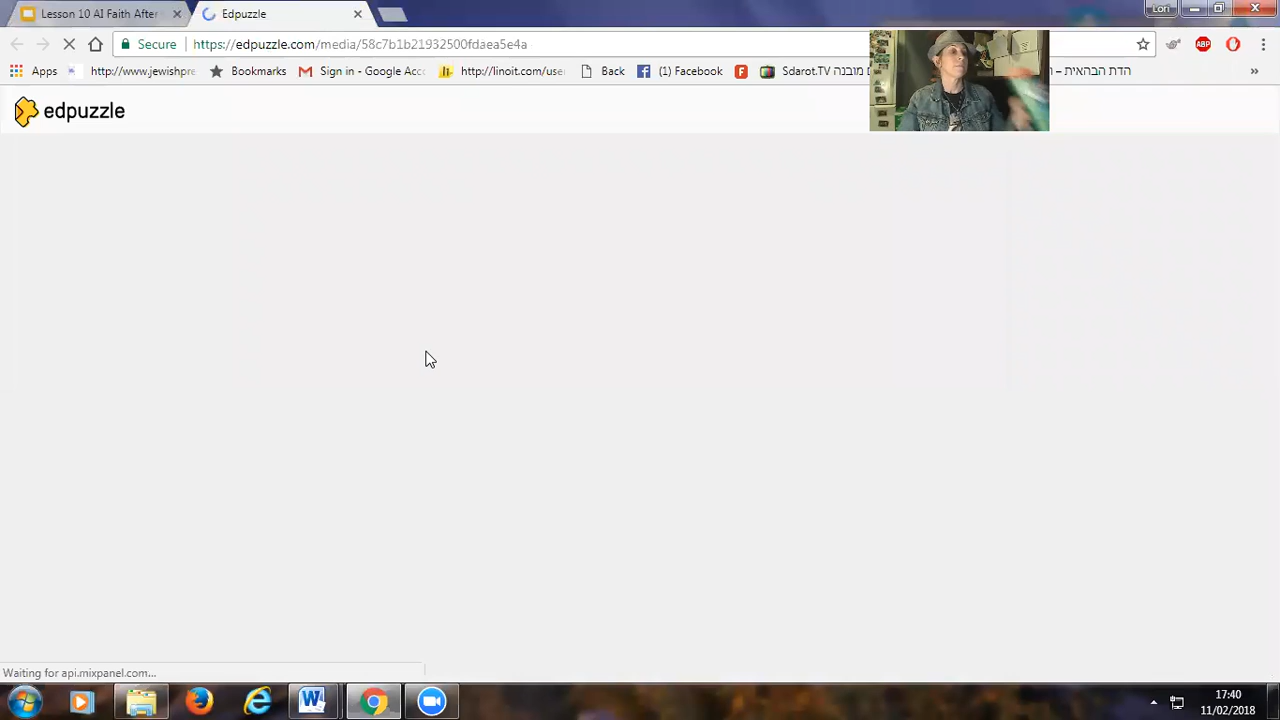 Lesson 10 AI Faith After
Edpuzzle
Lori
Secure
https://edpuzzle.com/media/58c7b1b21932500fdaea5e4a
ABP
Apps
http://www.jewishpre
Bookmarks
Sign in - Google Acc
http://linoit.com/use
Back
(1) Facebook
Sdarot.TV
מובנה
הדת הבהאית -
edpuzzle
Waiting for api.mixpanel.com...
17:40
11/02/2018